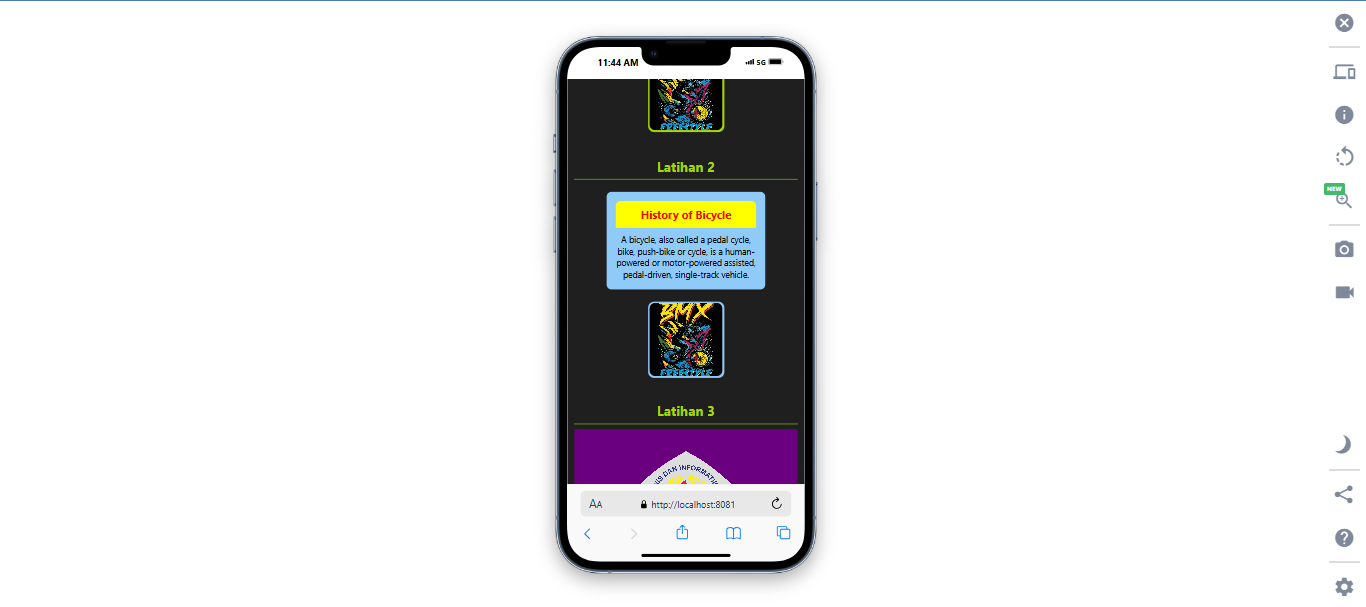 11:44 AM
5G
FREESTYLE
Latihan 2
History of Bicycle
A bicycle, also called a pedal cycle,
bike, push-bike or cycle, is a human-
powered or motor-powered assisted,
pedal-driven, single-track vehicle.
BMX
FREESTYLE
Latihan 3
DAN INFORMATI
AA
http://localhost:8081
NEW